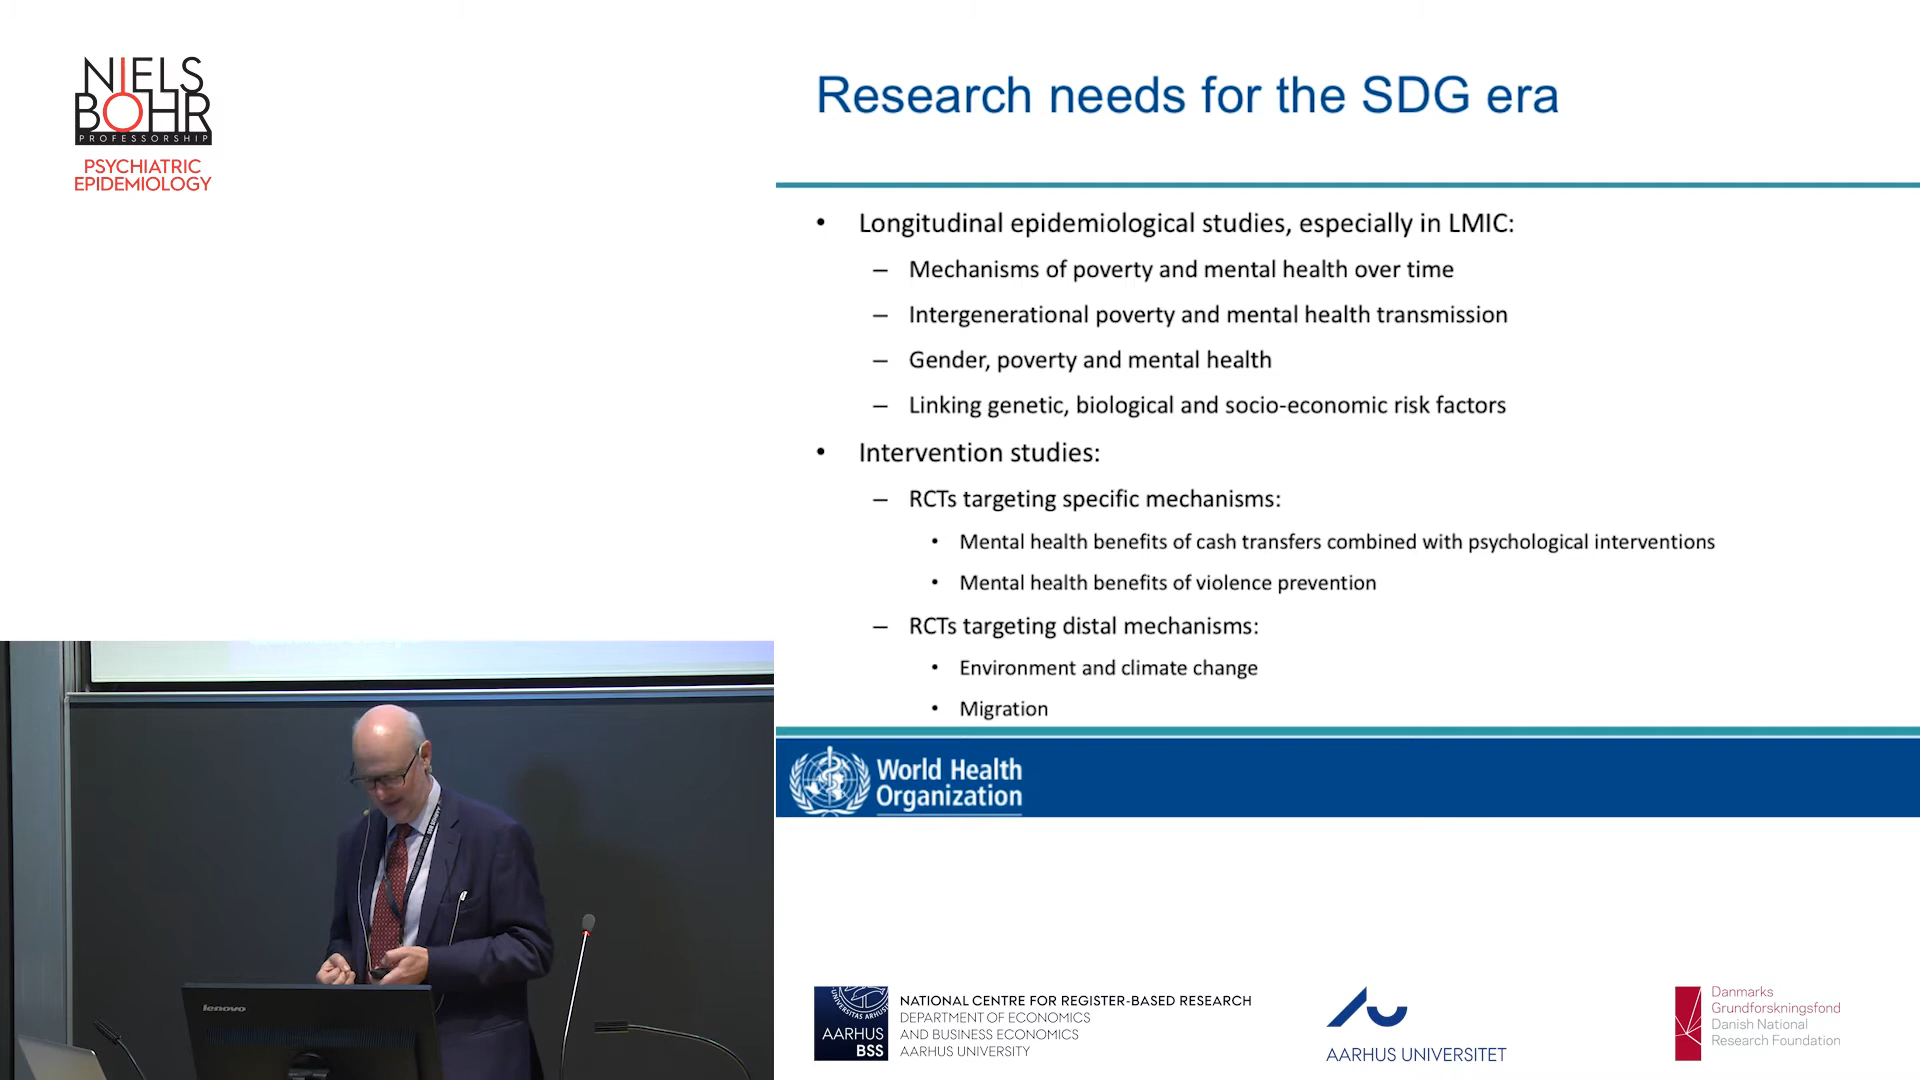 NIELS
BOHR
PROFESSORSHIP
PSYCHIATRIC
EPIDEMIOLOGY
Research needs for the SDG era
• Longitudinal epidemiological studies, especially in LMIC:
– Mechanisms of poverty and mental health over time
– Intergenerational poverty and mental health transmission
– Gender, poverty and mental health
– Linking genetic, biological and socio-economic risk factors
• Intervention studies:
– RCTs targeting specific mechanisms:
• Mental health benefits of cash transfers combined with psychological interventions
• Mental health benefits of violence prevention
– RCTs targeting distal mechanisms:
• Environment and climate change
• Migration
World Health
Organization
lenovo
AARHUS
BSS
NATIONAL CENTRE FOR REGISTER-BASED RESEARCH
DEPARTMENT OF ECONOMICS
AND BUSINESS ECONOMICS
AARHUS UNIVERSITY
AARHUS UNIVERSITET
Danmarks
Grundforskningsfond
Danish National
Research Foundation